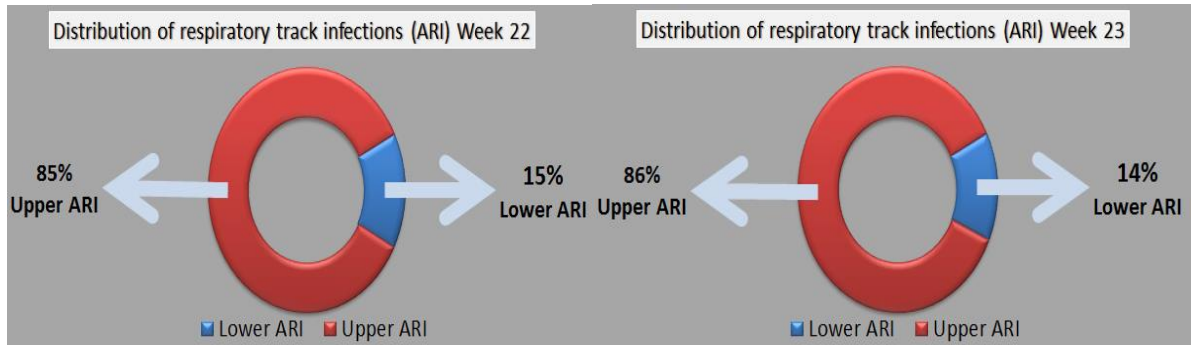 Distribution of respiratory track infections (ARI) Week 22
85%
Upper ARI
15%
Lower ARI
Lower ARI Upper ARI
Distribution of respiratory track infections (ARI) Week 23
86%
Upper ARI
14%
Lower ARI
Lower ARI Upper ARI